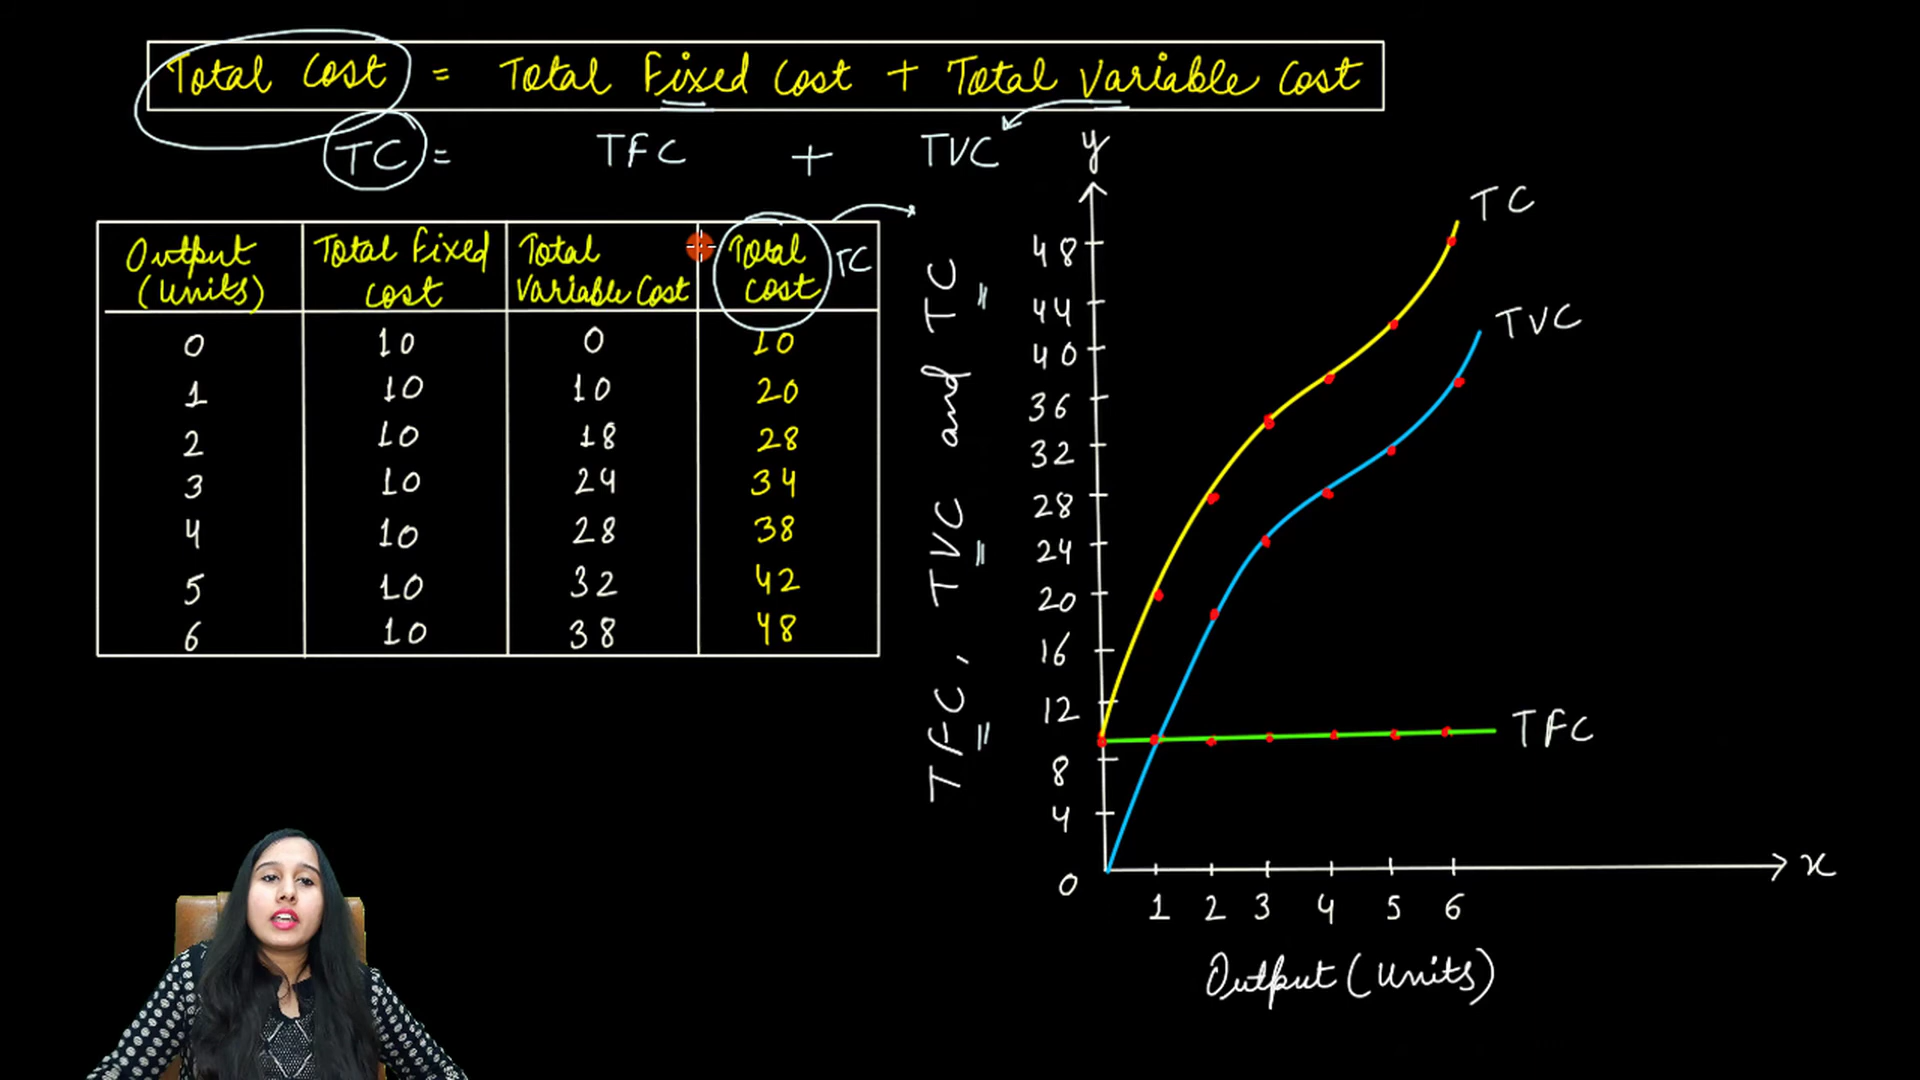 Total Cost = Total Fixed Cost + Total Variable Cost
TC = TFC + TVC
Output (Units) Total Fixed Cost Total Variable Cost Total Cost TC
0 10 0 10
1 10 10 20
2 10 18 28
3 10 24 34
4 10 28 38
5 10 32 42
6 10 38 48
TFC, TVC and TC
y
48
44
40
36
32
28
24
20
16
12
8
4
0
TC
TVC
TFC
x
1 2 3 4 5 6
Output (Units)